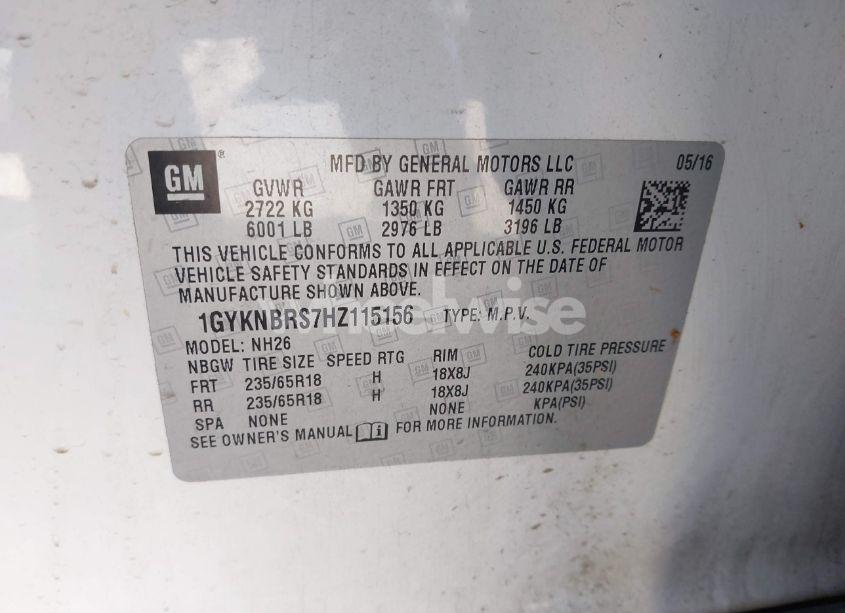 GM ® MFD BY GENERAL MOTORS LLC 05/16
GVWR GAWR FRT GAWR RR
2722 KG 1350 KG 1450 KG
6001 LB 2976 LB 3196 LB
THIS VEHICLE CONFORMS TO ALL APPLICABLE U.S. FEDERAL MOTOR
VEHICLE SAFETY STANDARDS IN EFFECT ON THE DATE OF
MANUFACTURE SHOWN ABOVE.
1GYKNBRS7HZ115156 TYPE: M.P.V.
wheelwise
MODEL: NH26
NBGW TIRE SIZE SPEED RTG RIM COLD TIRE PRESSURE
FRT 235/65R18 H 18X8J 240KPA(35PSI)
RR 235/65R18 H 18X8J 240KPA(35PSI)
SPA NONE NONE KPA(PSI)
SEE OWNER'S MANUAL i FOR MORE INFORMATION.